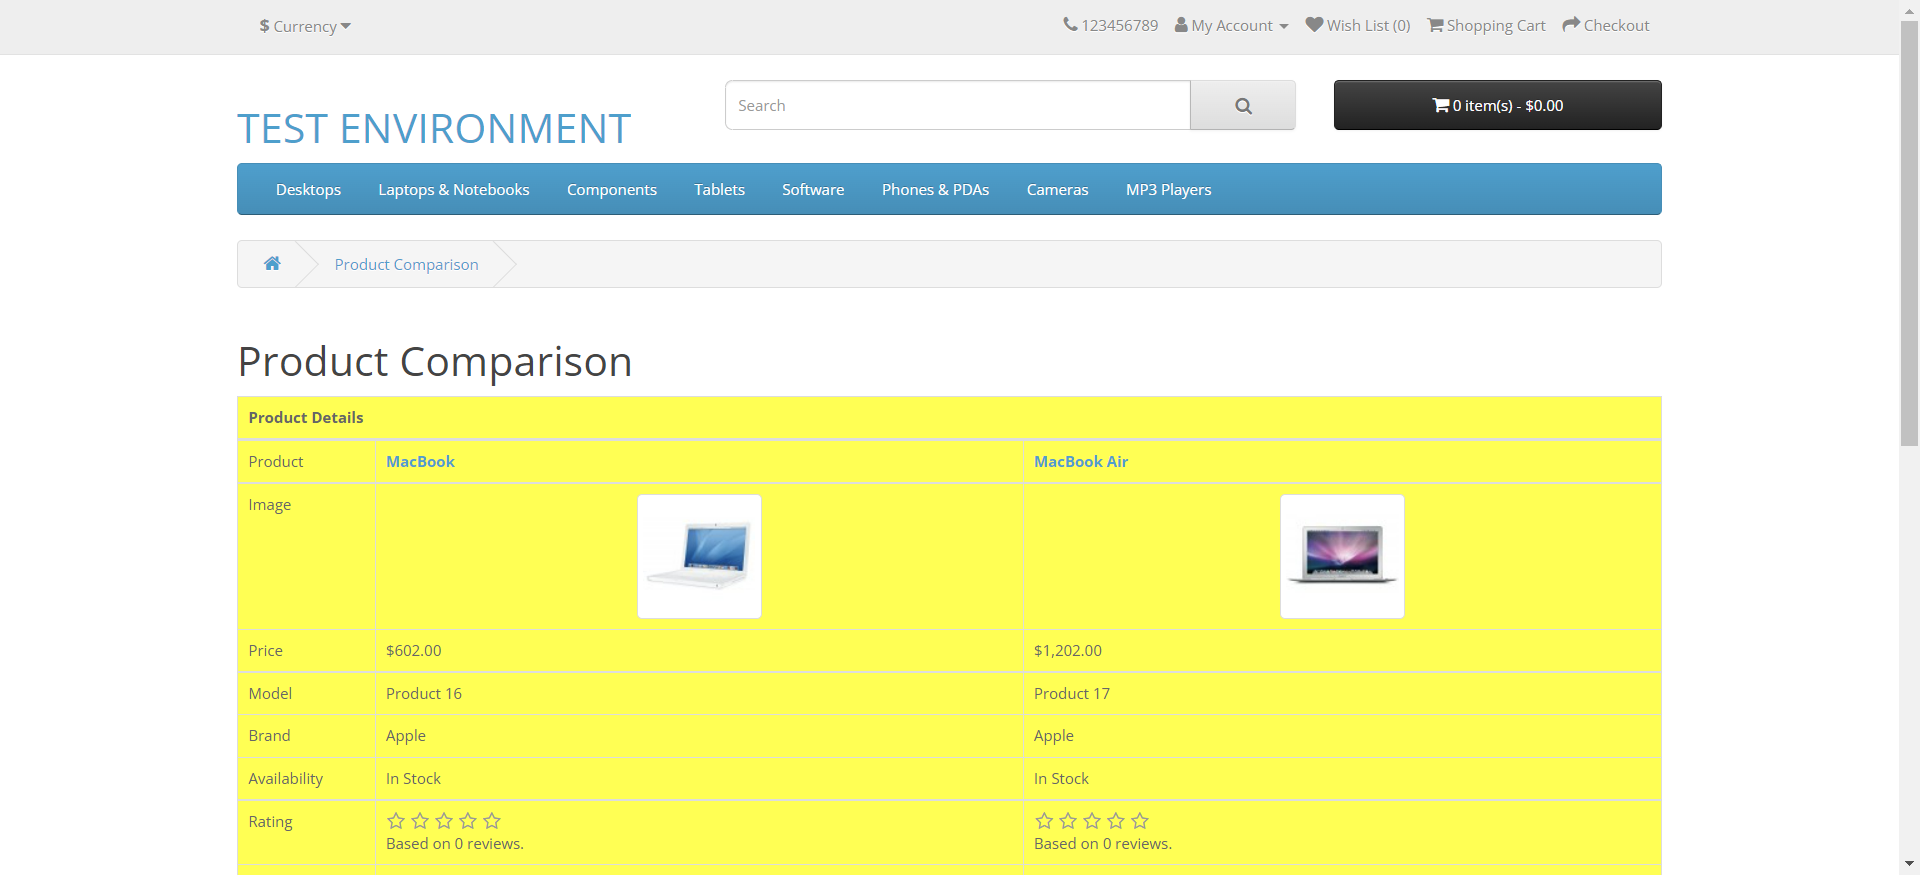 $ Currency
123456789 My Account Wish List (0) Shopping Cart Checkout
TEST ENVIRONMENT
Search
0 item(s) - $0.00
Desktops Laptops & Notebooks Components Tablets Software Phones & PDAs Cameras MP3 Players
Product Comparison
Product Comparison
Product Details
Product MacBook MacBook Air
Image
Price $602.00 $1,202.00
Model Product 16 Product 17
Brand Apple Apple
Availability In Stock In Stock
Rating
Based on 0 reviews. Based on 0 reviews.